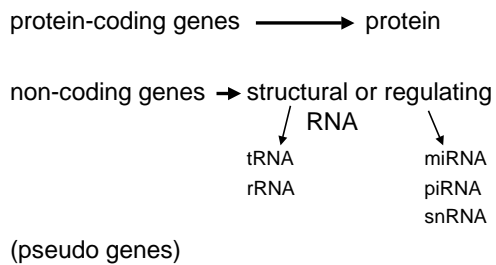 protein-coding genes → protein
non-coding genes → structural or regulating
RNA
tRNA miRNA
rRNA piRNA
snRNA
(pseudo genes)